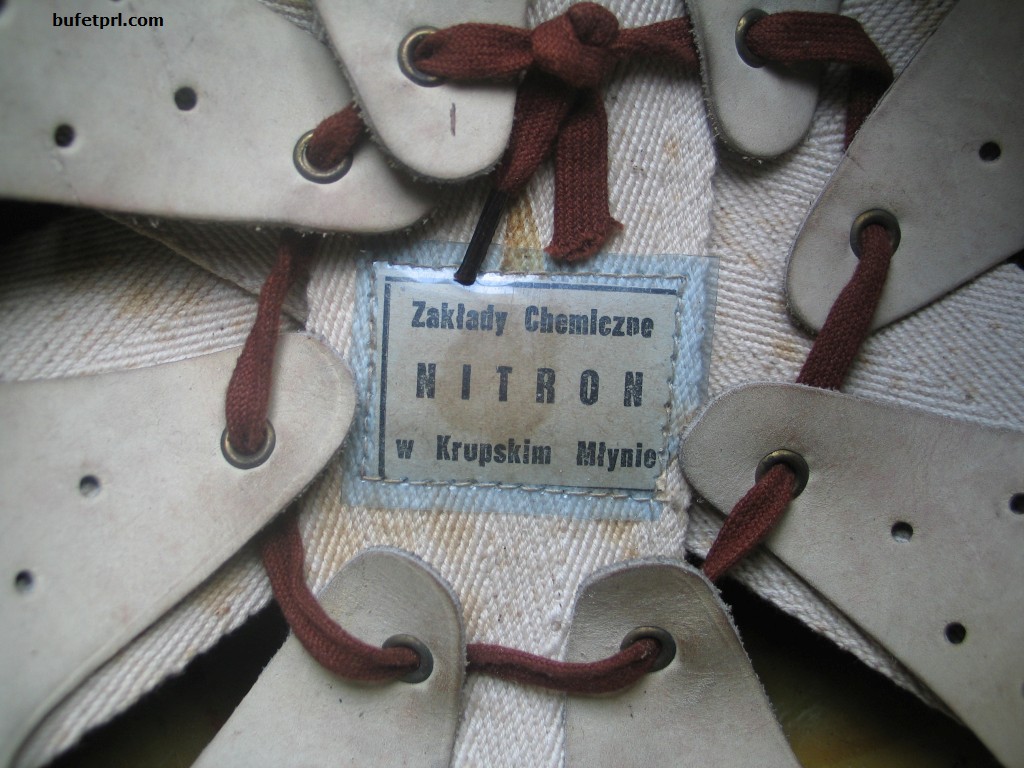 bufetprl.com
Zakłady Chemiczne
NITRON
w Krupskim Młynie